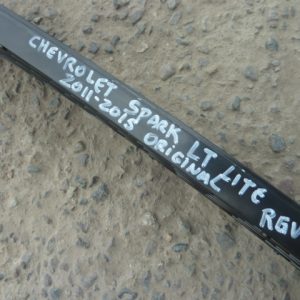 CHEVROLET SPARK LT LITE RGV
2011-2015 ORIGINAL